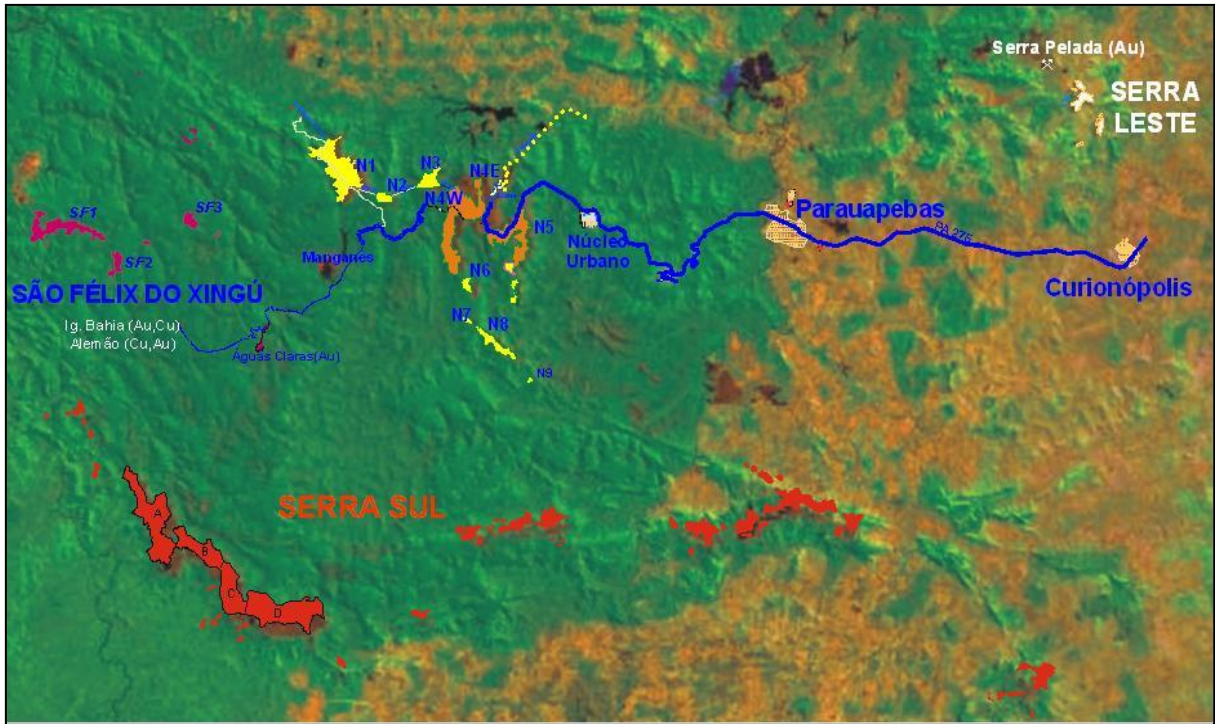 Serra Pelada (Au)
SERRA
LESTE
N1
N2
N3
N4E
N4W
N5
SF1
SF3
SF2
Parauapebas
PA 275
Núcleo
Urbano
Manganês
N6
SÃO FÉLIX DO XINGÚ
Curionópolis
Ig. Bahia (Au,Cu)
Alemão (Cu,Au)
Águas Claras(Au)
N7
N8
N9
SERRA SUL
A
B
C
D